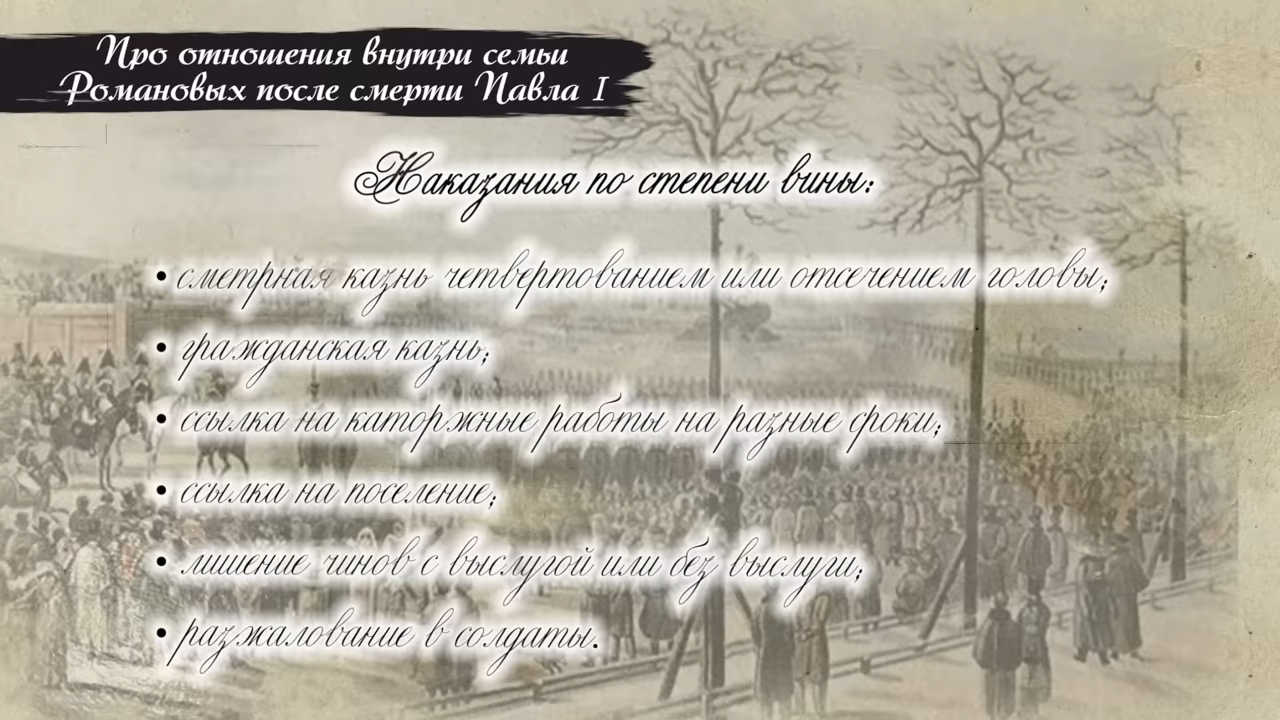 Про отношения внутри семьи
Романовых после смерти Павла I
Наказания по степени вины:
• сметрная казнь четвертованием или отсечением головы;
• гражданская казнь;
• ссылка на каторжные работы на разные сроки;
• ссылка на поселение;
• лишение чинов с выслугой или без выслуги;
• разжалование в солдаты.